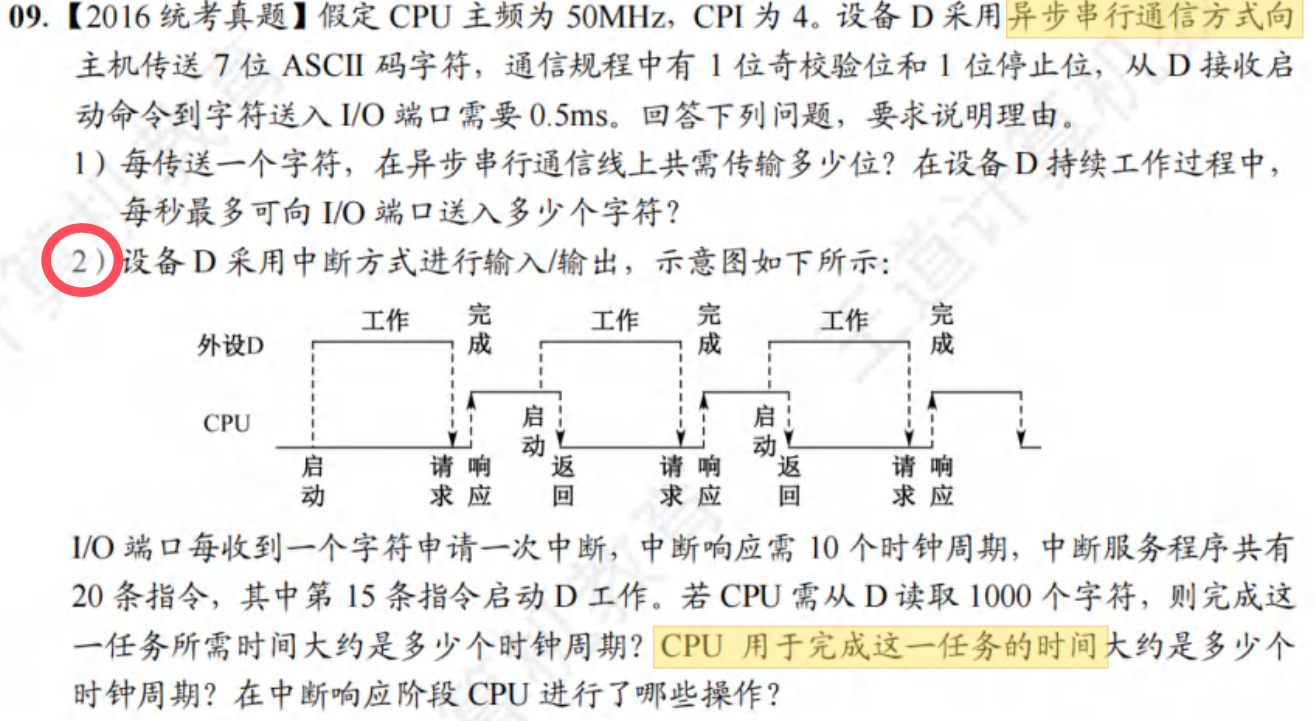 09.【2016 统考真题】假定 CPU 主频为 50MHz，CPI 为 4。设备 D 采用异步串行通信方式向
主机传送 7 位 ASCII 码字符，通信规程中有 1 位奇校验位和 1 位停止位，从 D 接收启
动命令到字符送入 I/O 端口需要 0.5ms。回答下列问题，要求说明理由。
1）每传送一个字符，在异步串行通信线上共需传输多少位？在设备 D 持续工作过程中，
每秒最多可向 I/O 端口送入多少个字符？
2）设备 D 采用中断方式进行输入/输出，示意图如下所示：
工作 完成 工作 完成 工作 完成
外设D
CPU
启动 启动
启动 请求 响应 返回 请求 响应 返回 请求 响应
I/O 端口每收到一个字符申请一次中断，中断响应需 10 个时钟周期，中断服务程序共有
20 条指令，其中第 15 条指令启动 D 工作。若 CPU 需从 D 读取 1000 个字符，则完成这
一任务所需时间大约是多少个时钟周期？CPU 用于完成这一任务的时间大约是多少个
时钟周期？在中断响应阶段 CPU 进行了哪些操作？